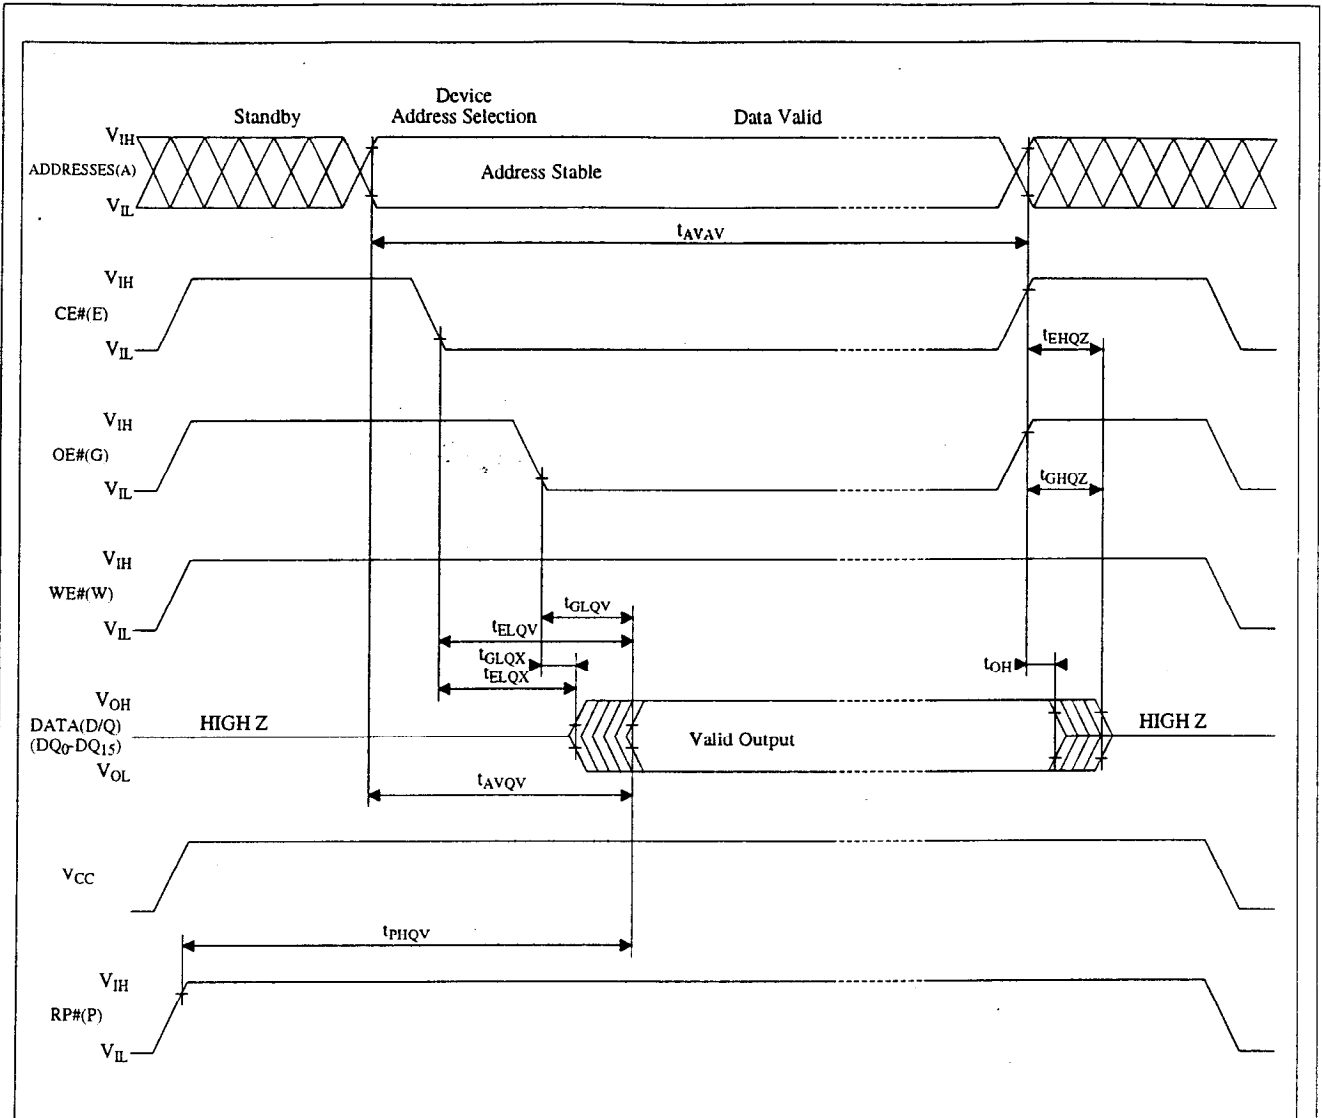 Device
Standby Address Selection Data Valid
VIH
ADDRESSES(A) Address Stable
VIL
tAVAV
VIH
CE#(E)
VIL
tEHQZ
VIH
OE#(G)
VIL
tGHQZ
VIH
WE#(W)
VIL
tGLQV
tELQV
tGLQX
tOH
tELQX
VOH
DATA(D/Q) HIGH Z HIGH Z
(DQ0-DQ15) Valid Output
VOL
tAVQV
VCC
tPHQV
VIH
RP#(P)
VIL